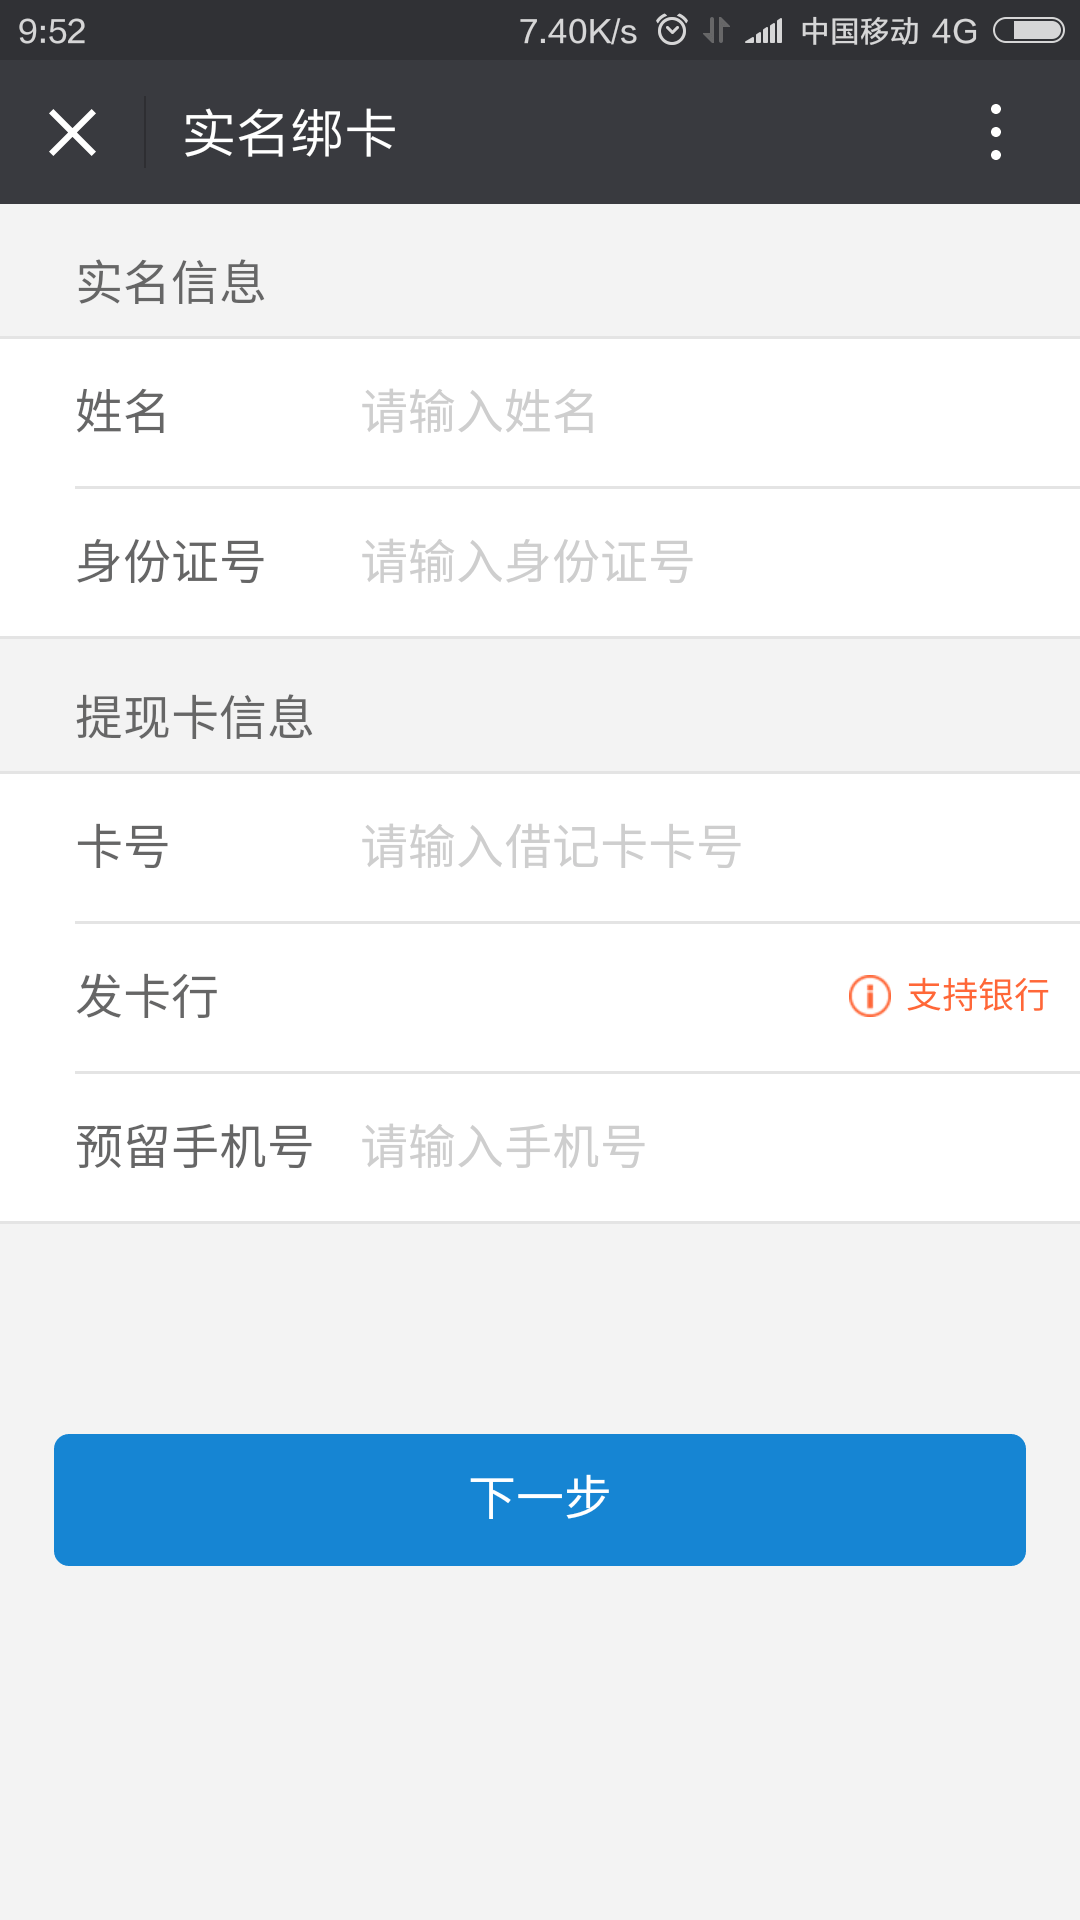 9:52 7.40K/s 中国移动 4G
实名绑卡
实名信息
姓名 请输入姓名
身份证号 请输入身份证号
提现卡信息
卡号 请输入借记卡卡号
发卡行 支持银行
预留手机号 请输入手机号
下一步